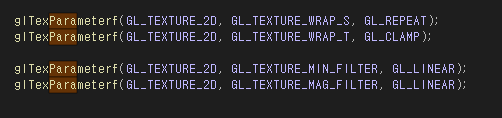 glTexParameterf(GL_TEXTURE_2D, GL_TEXTURE_WRAP_S, GL_REPEAT);
glTexParameterf(GL_TEXTURE_2D, GL_TEXTURE_WRAP_T, GL_CLAMP);
glTexParameterf(GL_TEXTURE_2D, GL_TEXTURE_MIN_FILTER, GL_LINEAR);
glTexParameterf(GL_TEXTURE_2D, GL_TEXTURE_MAG_FILTER, GL_LINEAR);